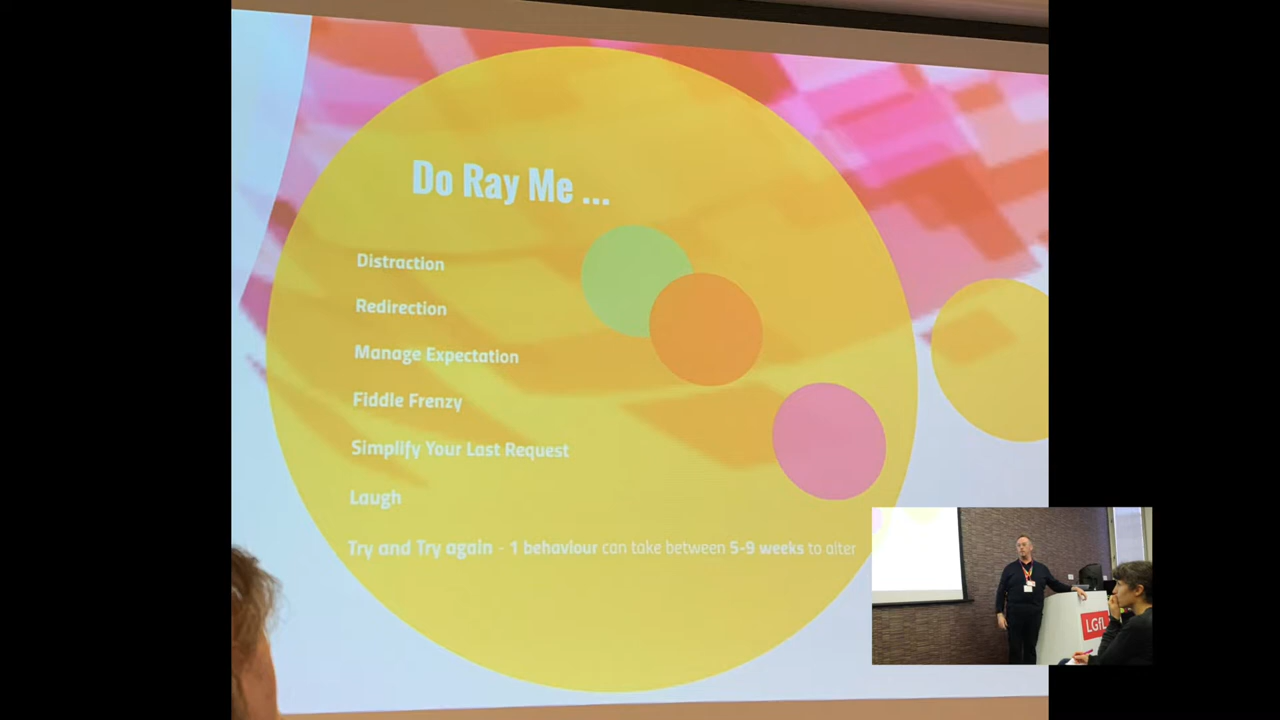 Do Ray Me ...
Distraction
Redirection
Manage Expectation
Fiddle Frenzy
Simplify Your Last Request
Laugh
Try and Try again - 1 behaviour can take between 5-9 weeks to alter
LGfL